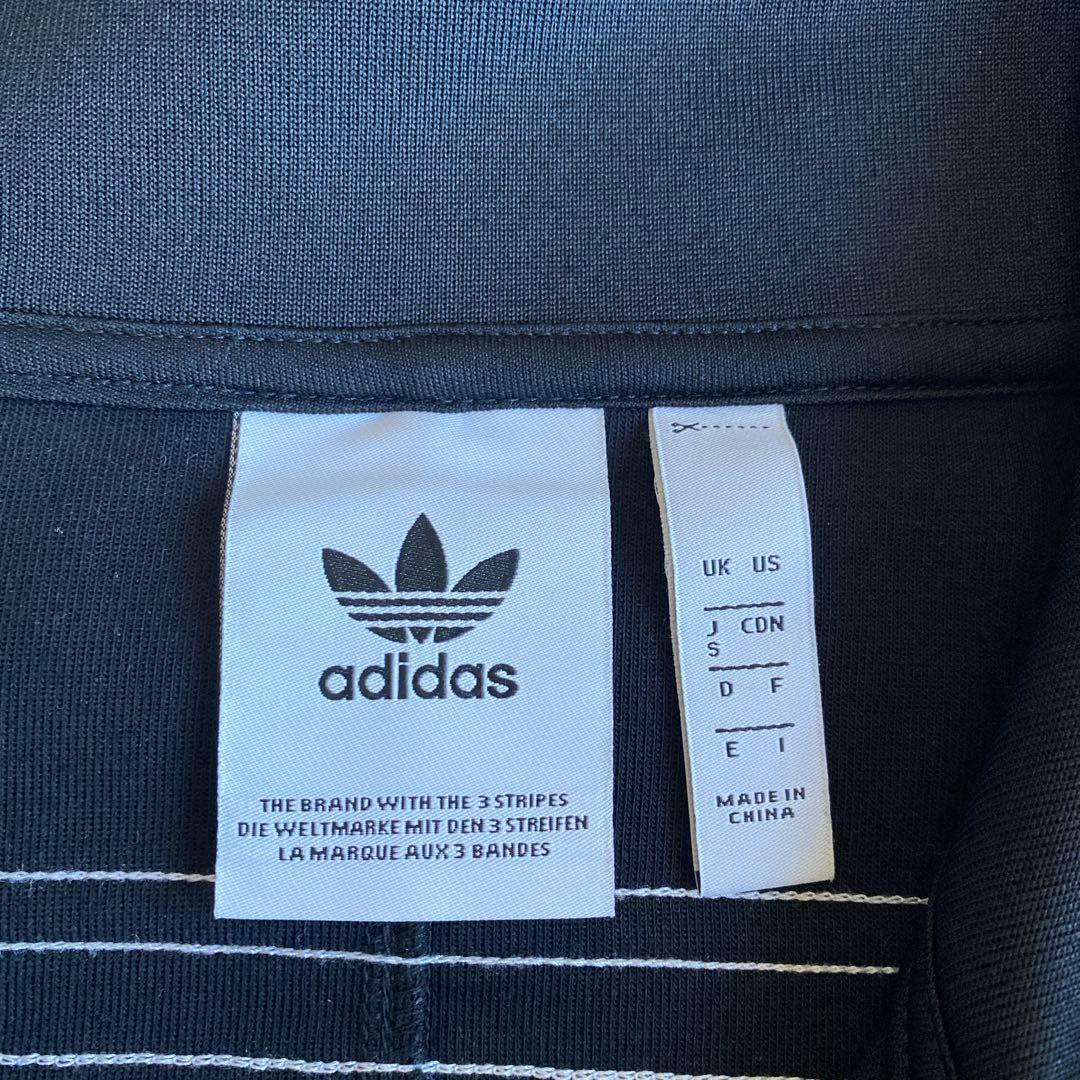 adidas
THE BRAND WITH THE 3 STRIPES
DIE WELTMARKE MIT DEN 3 STREIFEN
LA MARQUE AUX 3 BANDES
UK US
J CDN
S
D F
E I
MADE IN
CHINA